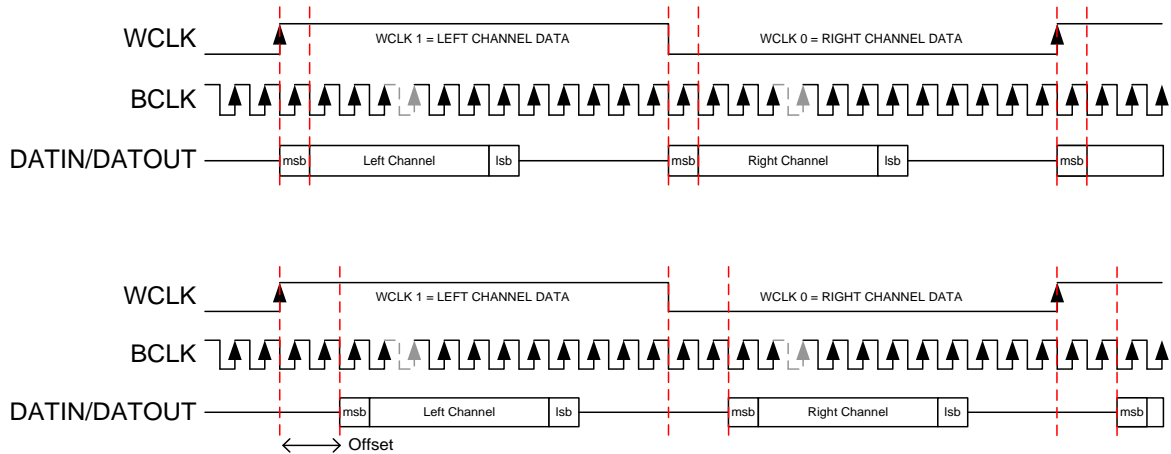 WCLK
WCLK 1 = LEFT CHANNEL DATA
WCLK 0 = RIGHT CHANNEL DATA
BCLK
DATIN/DATOUT
msb
Left Channel
lsb
msb
Right Channel
lsb
msb
WCLK
WCLK 1 = LEFT CHANNEL DATA
WCLK 0 = RIGHT CHANNEL DATA
BCLK
DATIN/DATOUT
msb
Left Channel
lsb
msb
Right Channel
lsb
msb
Offset